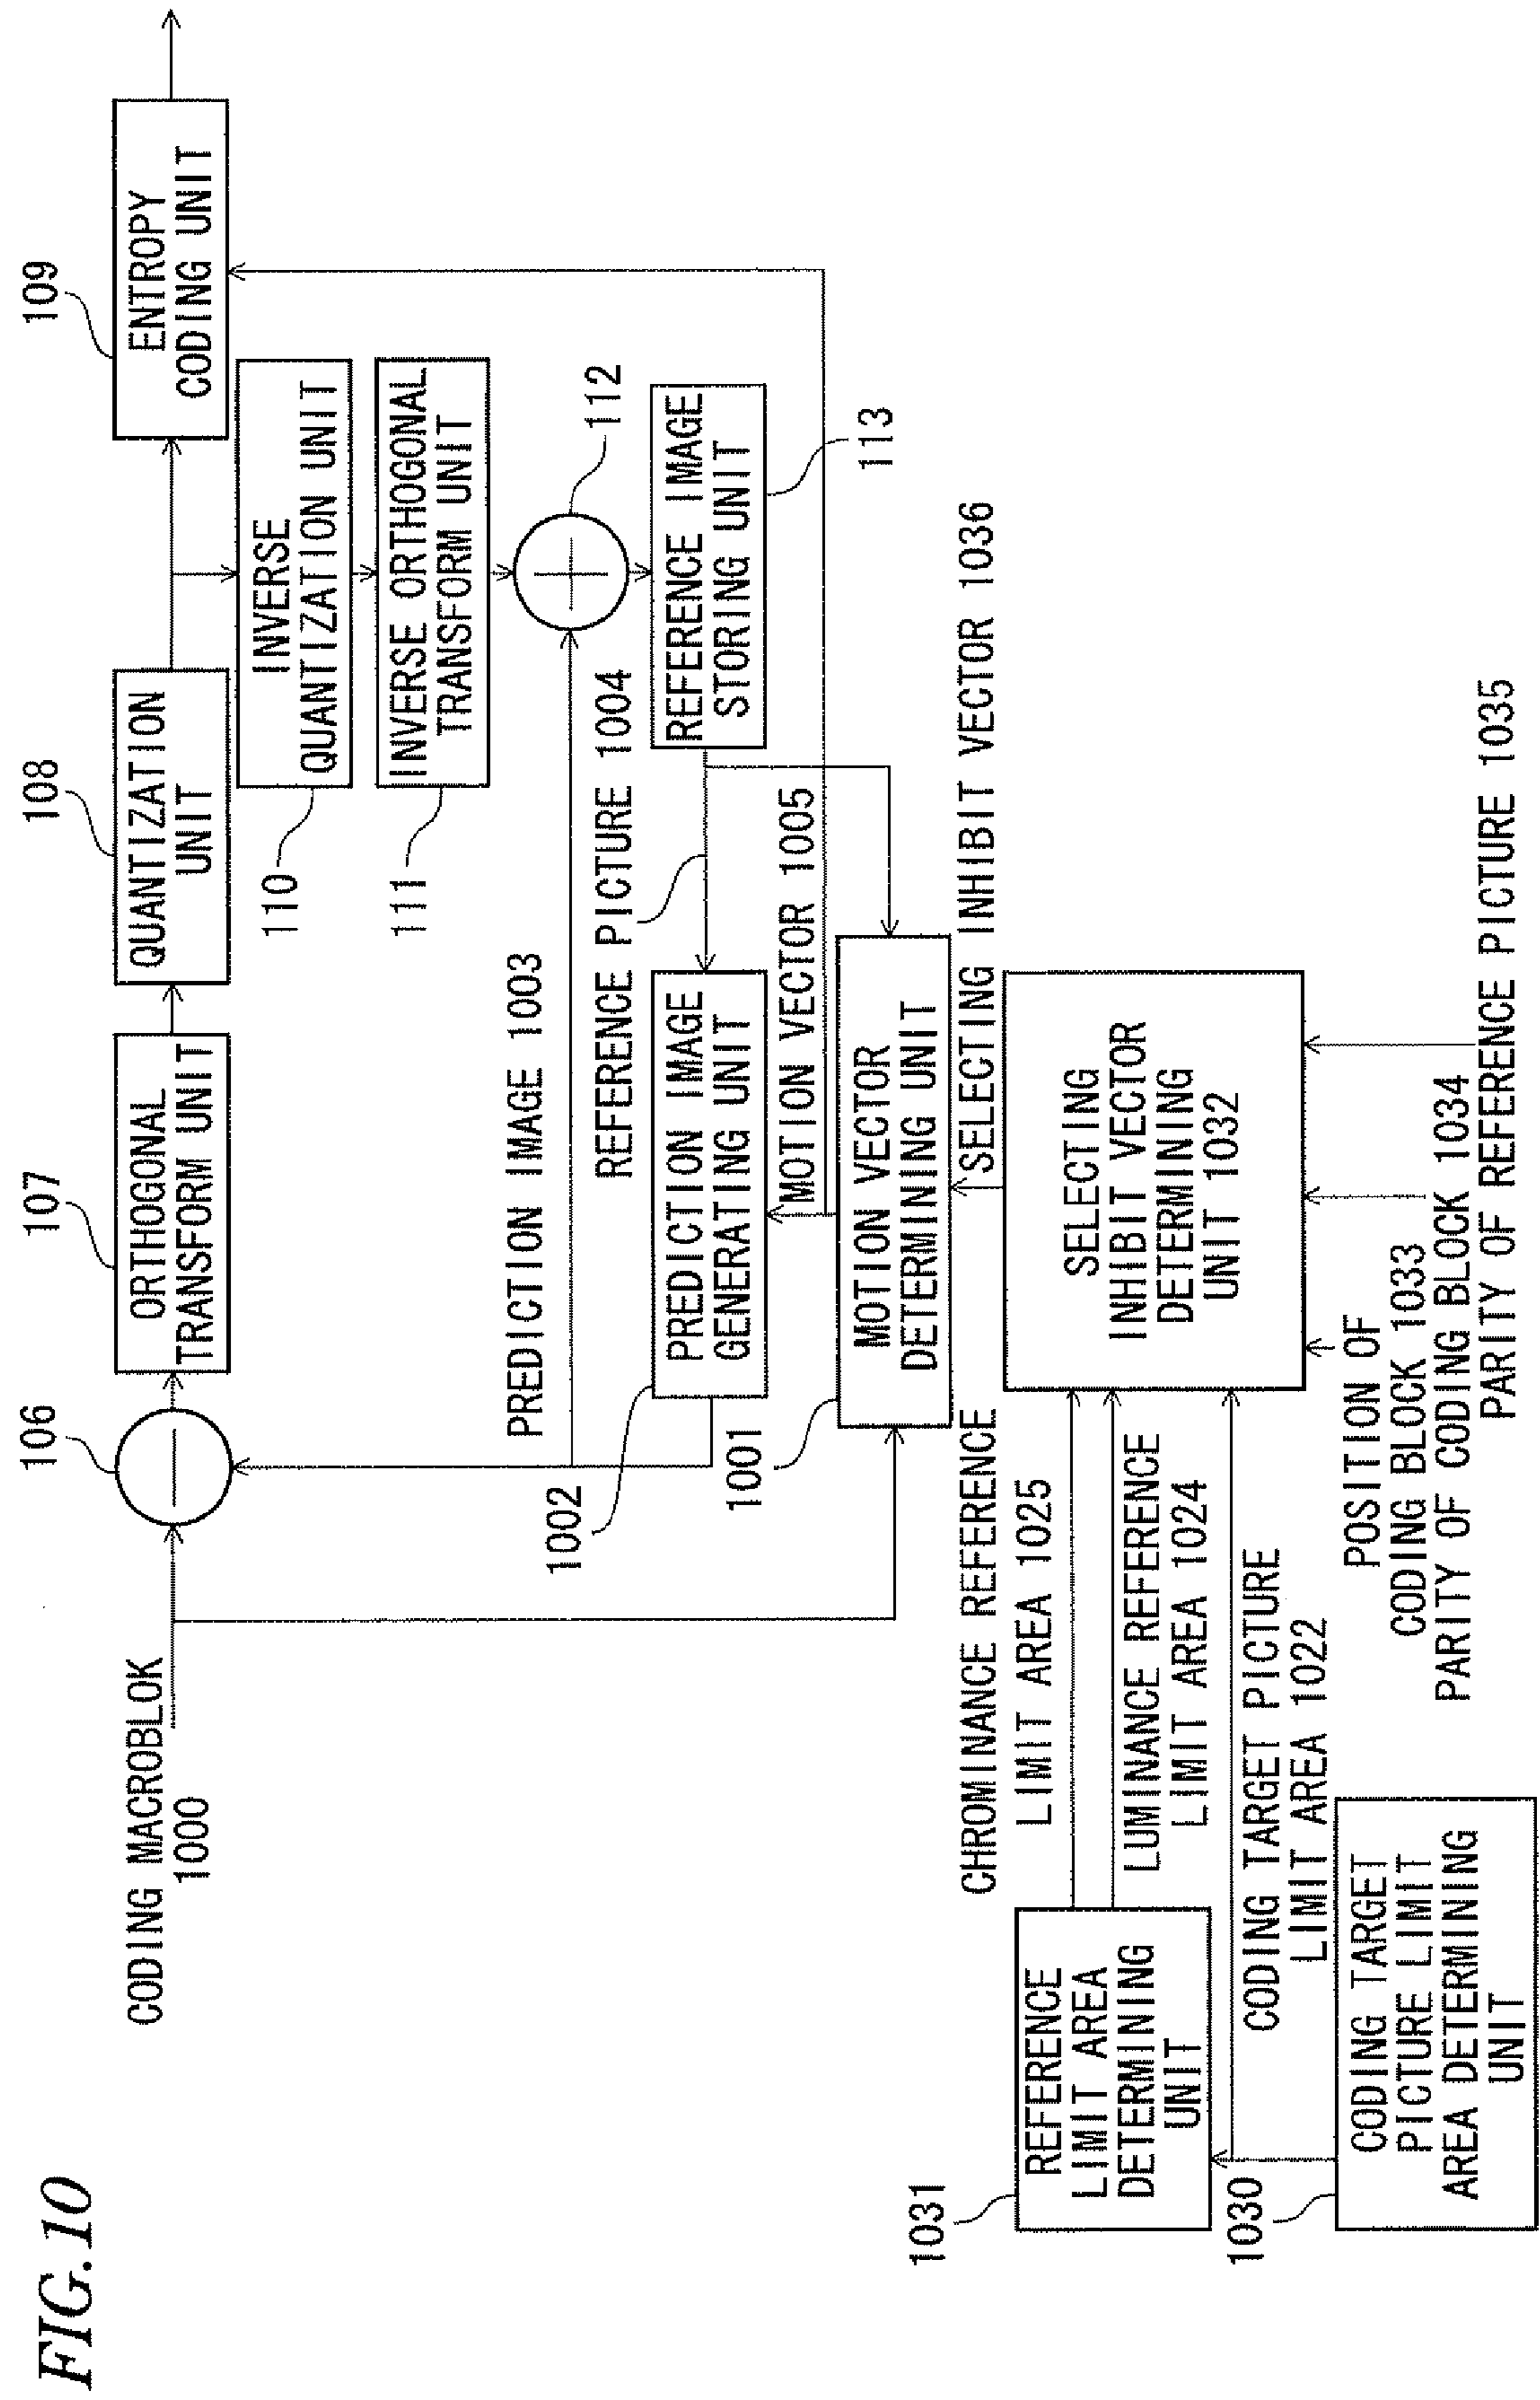 FIG.10
CODING MACROBLOK
1000
106
107
ORTHOGONAL
TRANSFORM UNIT
108
QUANTIZATION
UNIT
109
ENTROPY
CODING UNIT
INVERSE
QUANTIZATION UNIT
110
INVERSE ORTHOGONAL
TRANSFORM UNIT
111
112
PREDICTION IMAGE 1003
REFERENCE PICTURE 1004
REFERENCE IMAGE
STORING UNIT
113
1002
PREDICTION IMAGE
GENERATING UNIT
MOTION VECTOR 1005
1001
MOTION VECTOR
DETERMINING UNIT
SELECTING INHIBIT VECTOR 1036
CHROMINANCE REFERENCE
LIMIT AREA 1025
LUMINANCE REFERENCE
LIMIT AREA 1024
1031
REFERENCE
LIMIT AREA
DETERMINING
UNIT
SELECTING
INHIBIT VECTOR
DETERMINING
UNIT 1032
CODING TARGET PICTURE
LIMIT AREA 1022
1030
CODING TARGET
PICTURE LIMIT
AREA DETERMINING
UNIT
POSITION OF
CODING BLOCK 1033
PARITY OF CODING BLOCK 1034
PARITY OF REFERENCE PICTURE 1035